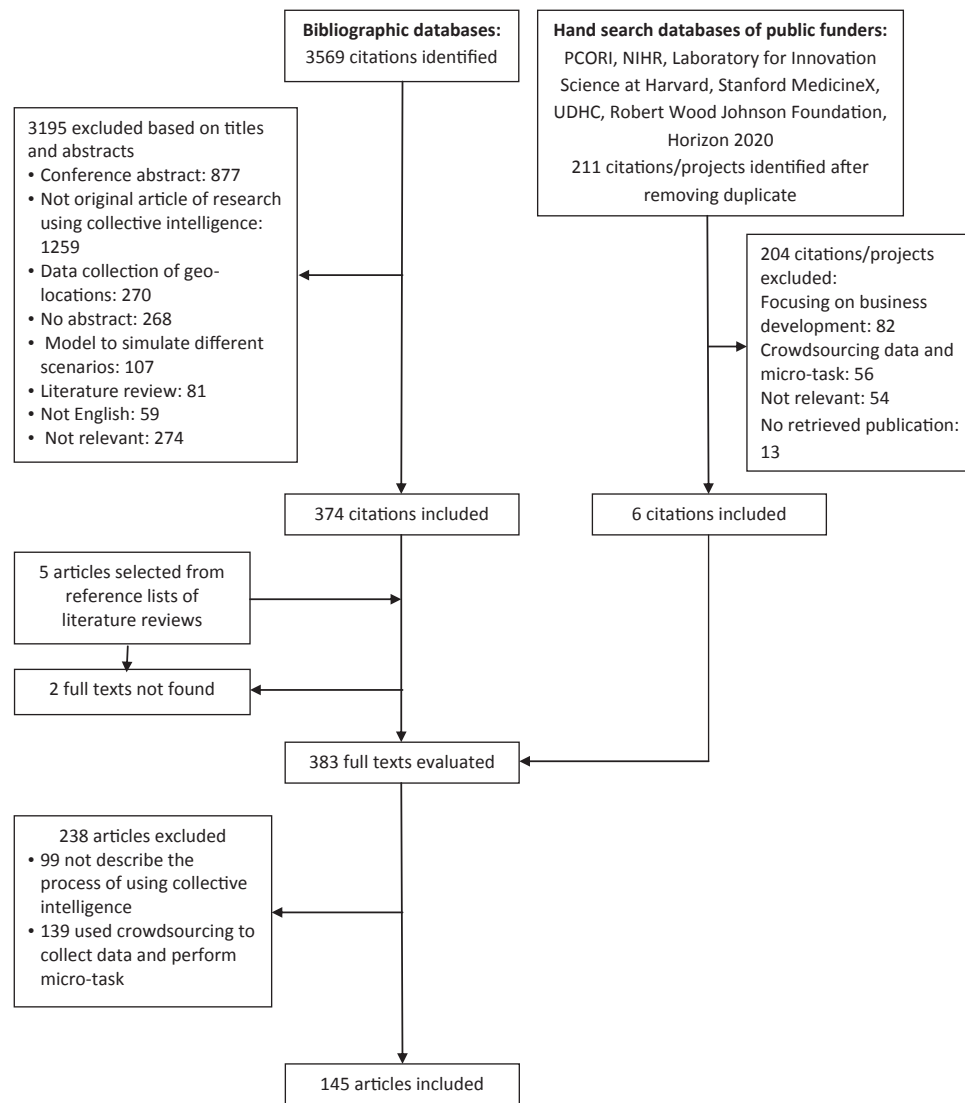 Bibliographic databases:
3569 citations identified
Hand search databases of public funders:
PCORI, NIHR, Laboratory for Innovation
Science at Harvard, Stanford MedicineX,
UDHC, Robert Wood Johnson Foundation,
Horizon 2020
211 citations/projects identified after
removing duplicate
3195 excluded based on titles
and abstracts
• Conference abstract: 877
• Not original article of research
using collective intelligence:
1259
• Data collection of geo-
locations: 270
• No abstract: 268
• Model to simulate different
scenarios: 107
• Literature review: 81
• Not English: 59
• Not relevant: 274
204 citations/projects
excluded:
Focusing on business
development: 82
Crowdsourcing data and
micro-task: 56
Not relevant: 54
No retrieved publication:
13
374 citations included
6 citations included
5 articles selected from
reference lists of
literature reviews
2 full texts not found
383 full texts evaluated
238 articles excluded
• 99 not describe the
process of using collective
intelligence
• 139 used crowdsourcing to
collect data and perform
micro-task
145 articles included